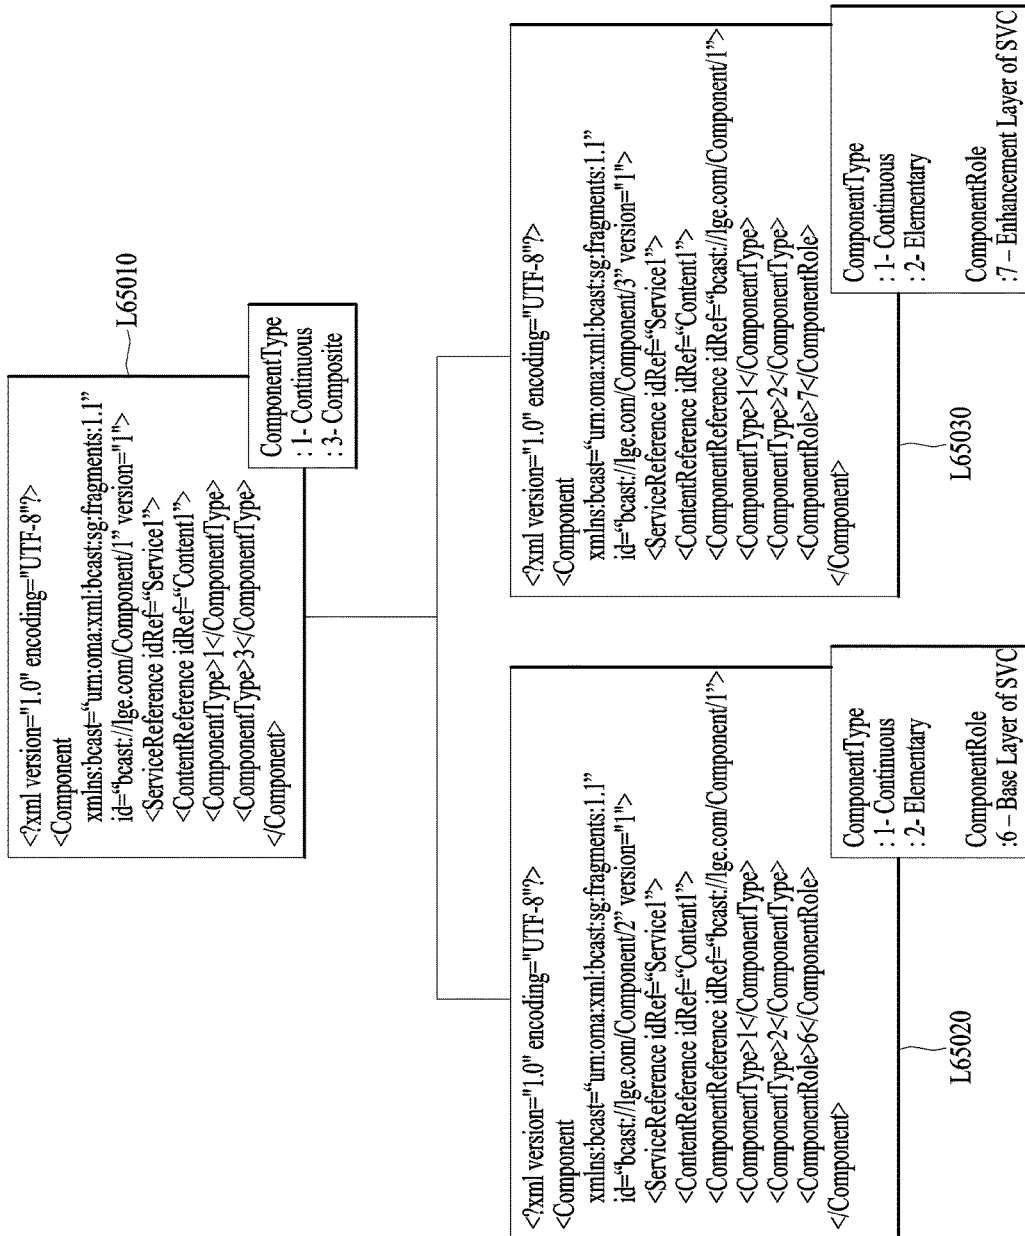 <?xml version="1.0" encoding="UTF-8"?>
<Component
xmlns:bcast=“urn:oma:xml:bcast:sg:fragments:1.1”
id=“bcast://lge.com/Component/1” version="1">
<ServiceReference idRef=“Service1”>
<ContentReference idRef=“Content1”>
<ComponentType>1</ComponentType>
<ComponentType>3</ComponentType>
</Component>
ComponentType
: 1- Continuous
: 3- Composite
L65010
<?xml version="1.0" encoding="UTF-8"?>
<Component
xmlns:bcast=“urn:oma:xml:bcast:sg:fragments:1.1”
id=“bcast://lge.com/Component/2” version="1">
<ServiceReference idRef=“Service1”>
<ContentReference idRef=“Content1”>
<ComponentReference idRef=“bcast://lge.com/Component/1”>
<ComponentType>1</ComponentType>
<ComponentType>2</ComponentType>
<ComponentRole>6</ComponentRole>
</Component>
ComponentType
: 1- Continuous
: 2- Elementary
ComponentRole
:6 – Base Layer of SVC
L65020
<?xml version="1.0" encoding="UTF-8"?>
<Component
xmlns:bcast=“urn:oma:xml:bcast:sg:fragments:1.1”
id=“bcast://lge.com/Component/3” version="1">
<ServiceReference idRef=“Service1”>
<ContentReference idRef=“Content1”>
<ComponentReference idRef=“bcast://lge.com/Component/1”>
<ComponentType>1</ComponentType>
<ComponentType>2</ComponentType>
<ComponentRole>7</ComponentRole>
</Component>
ComponentType
: 1- Continuous
: 2- Elementary
ComponentRole
:7 – Enhancement Layer of SVC
L65030